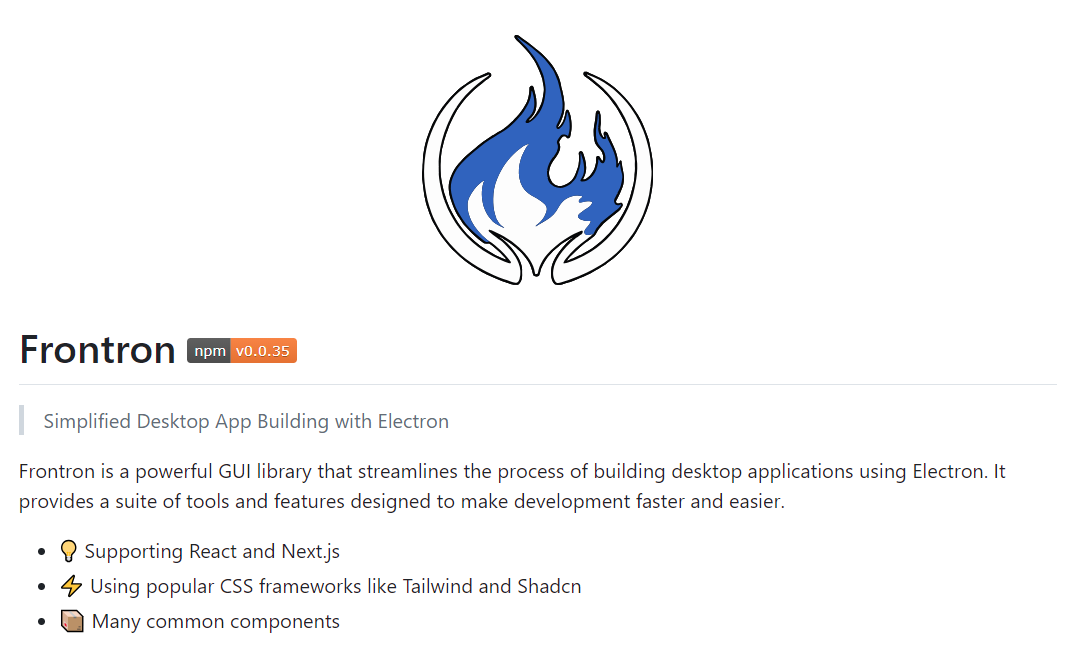 Frontron npm v0.0.35
Simplified Desktop App Building with Electron
Frontron is a powerful GUI library that streamlines the process of building desktop applications using Electron. It
provides a suite of tools and features designed to make development faster and easier.
• 💡 Supporting React and Next.js
• ⚡ Using popular CSS frameworks like Tailwind and Shadcn
• 📦 Many common components